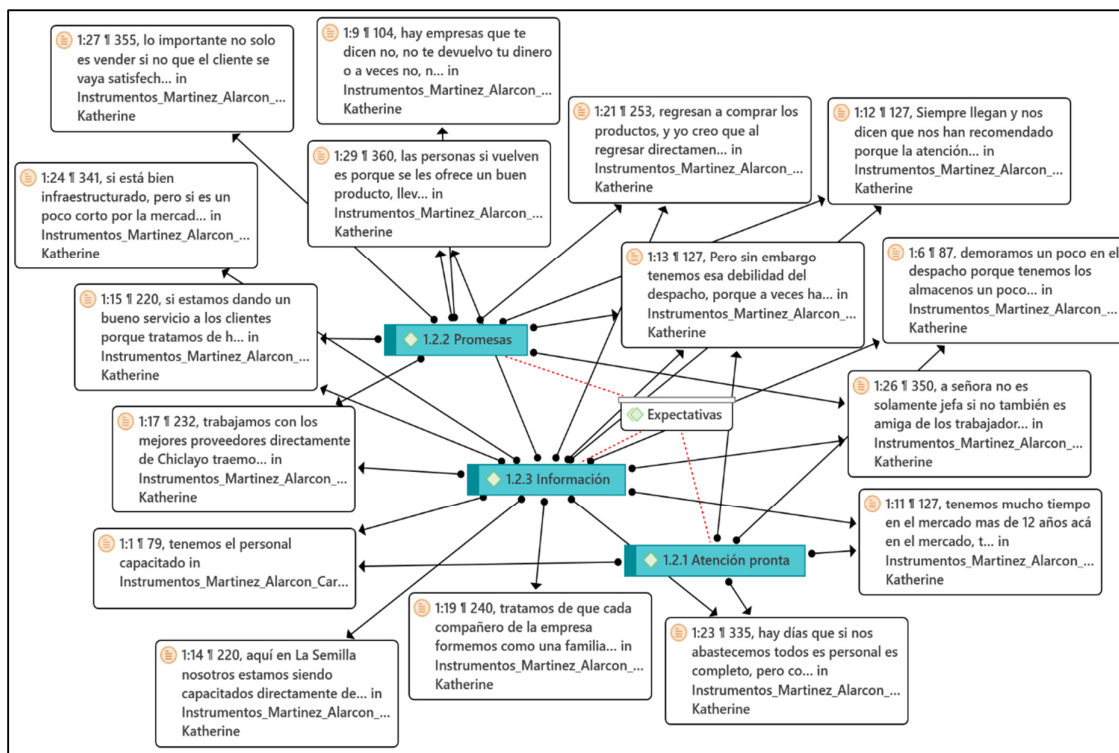 1:27 ¶ 355, lo importante no solo
es vender si no que el cliente se
vaya satisfech... in
Instrumentos_Martinez_Alarcon_...
Katherine
1:9 ¶ 104, hay empresas que te
dicen no, no te devuelvo tu dinero
o a veces no, n... in
Instrumentos_Martinez_Alarcon_...
Katherine
1:21 ¶ 253, regresan a comprar los
productos, y yo creo que al
regresar directamen... in
Instrumentos_Martinez_Alarcon_...
Katherine
1:12 ¶ 127, Siempre llegan y nos
dicen que nos han recomendado
porque la atención... in
Instrumentos_Martinez_Alarcon_...
Katherine
1:24 ¶ 341, si está bien
infraestructurado, pero si es un
poco corto por la mercad... in
Instrumentos_Martinez_Alarcon_...
Katherine
1:29 ¶ 360, las personas si vuelven
es porque se les ofrece un buen
producto, llev... in
Instrumentos_Martinez_Alarcon_...
Katherine
1:13 ¶ 127, Pero sin embargo
tenemos esa debilidad del
despacho, porque a veces ha... in
Instrumentos_Martinez_Alarcon_...
Katherine
1:6 ¶ 87, demoramos un poco en el
despacho porque tenemos los
almacenos un poco... in
Instrumentos_Martinez_Alarcon_...
Katherine
1:15 ¶ 220, si estamos dando un
bueno servicio a los clientes
porque tratamos de h... in
Instrumentos_Martinez_Alarcon_...
Katherine
1.2.2 Promesas
1:26 ¶ 350, a señora no es
solamente jefa si no también es
amiga de los trabajador... in
Instrumentos_Martinez_Alarcon_...
Katherine
Expectativas
1:17 ¶ 232, trabajamos con los
mejores proveedores directamente
de Chiclayo traemo... in
Instrumentos_Martinez_Alarcon_...
Katherine
1.2.3 Información
1:11 ¶ 127, tenemos mucho tiempo
en el mercado mas de 12 años acá
en el mercado, t... in
Instrumentos_Martinez_Alarcon_...
Katherine
1:1 ¶ 79, tenemos el personal
capacitado in
Instrumentos_Martinez_Alarcon_Car...
1.2.1 Atención pronta
1:19 ¶ 240, tratamos de que cada
compañero de la empresa
formemos como una familia... in
Instrumentos_Martinez_Alarcon_...
Katherine
1:23 ¶ 335, hay días que si nos
abastecemos todos es personal es
completo, pero co... in
Instrumentos_Martinez_Alarcon_...
Katherine
1:14 ¶ 220, aquí en La Semilla
nosotros estamos siendo
capacitados directamente de... in
Instrumentos_Martinez_Alarcon_...
Katherine